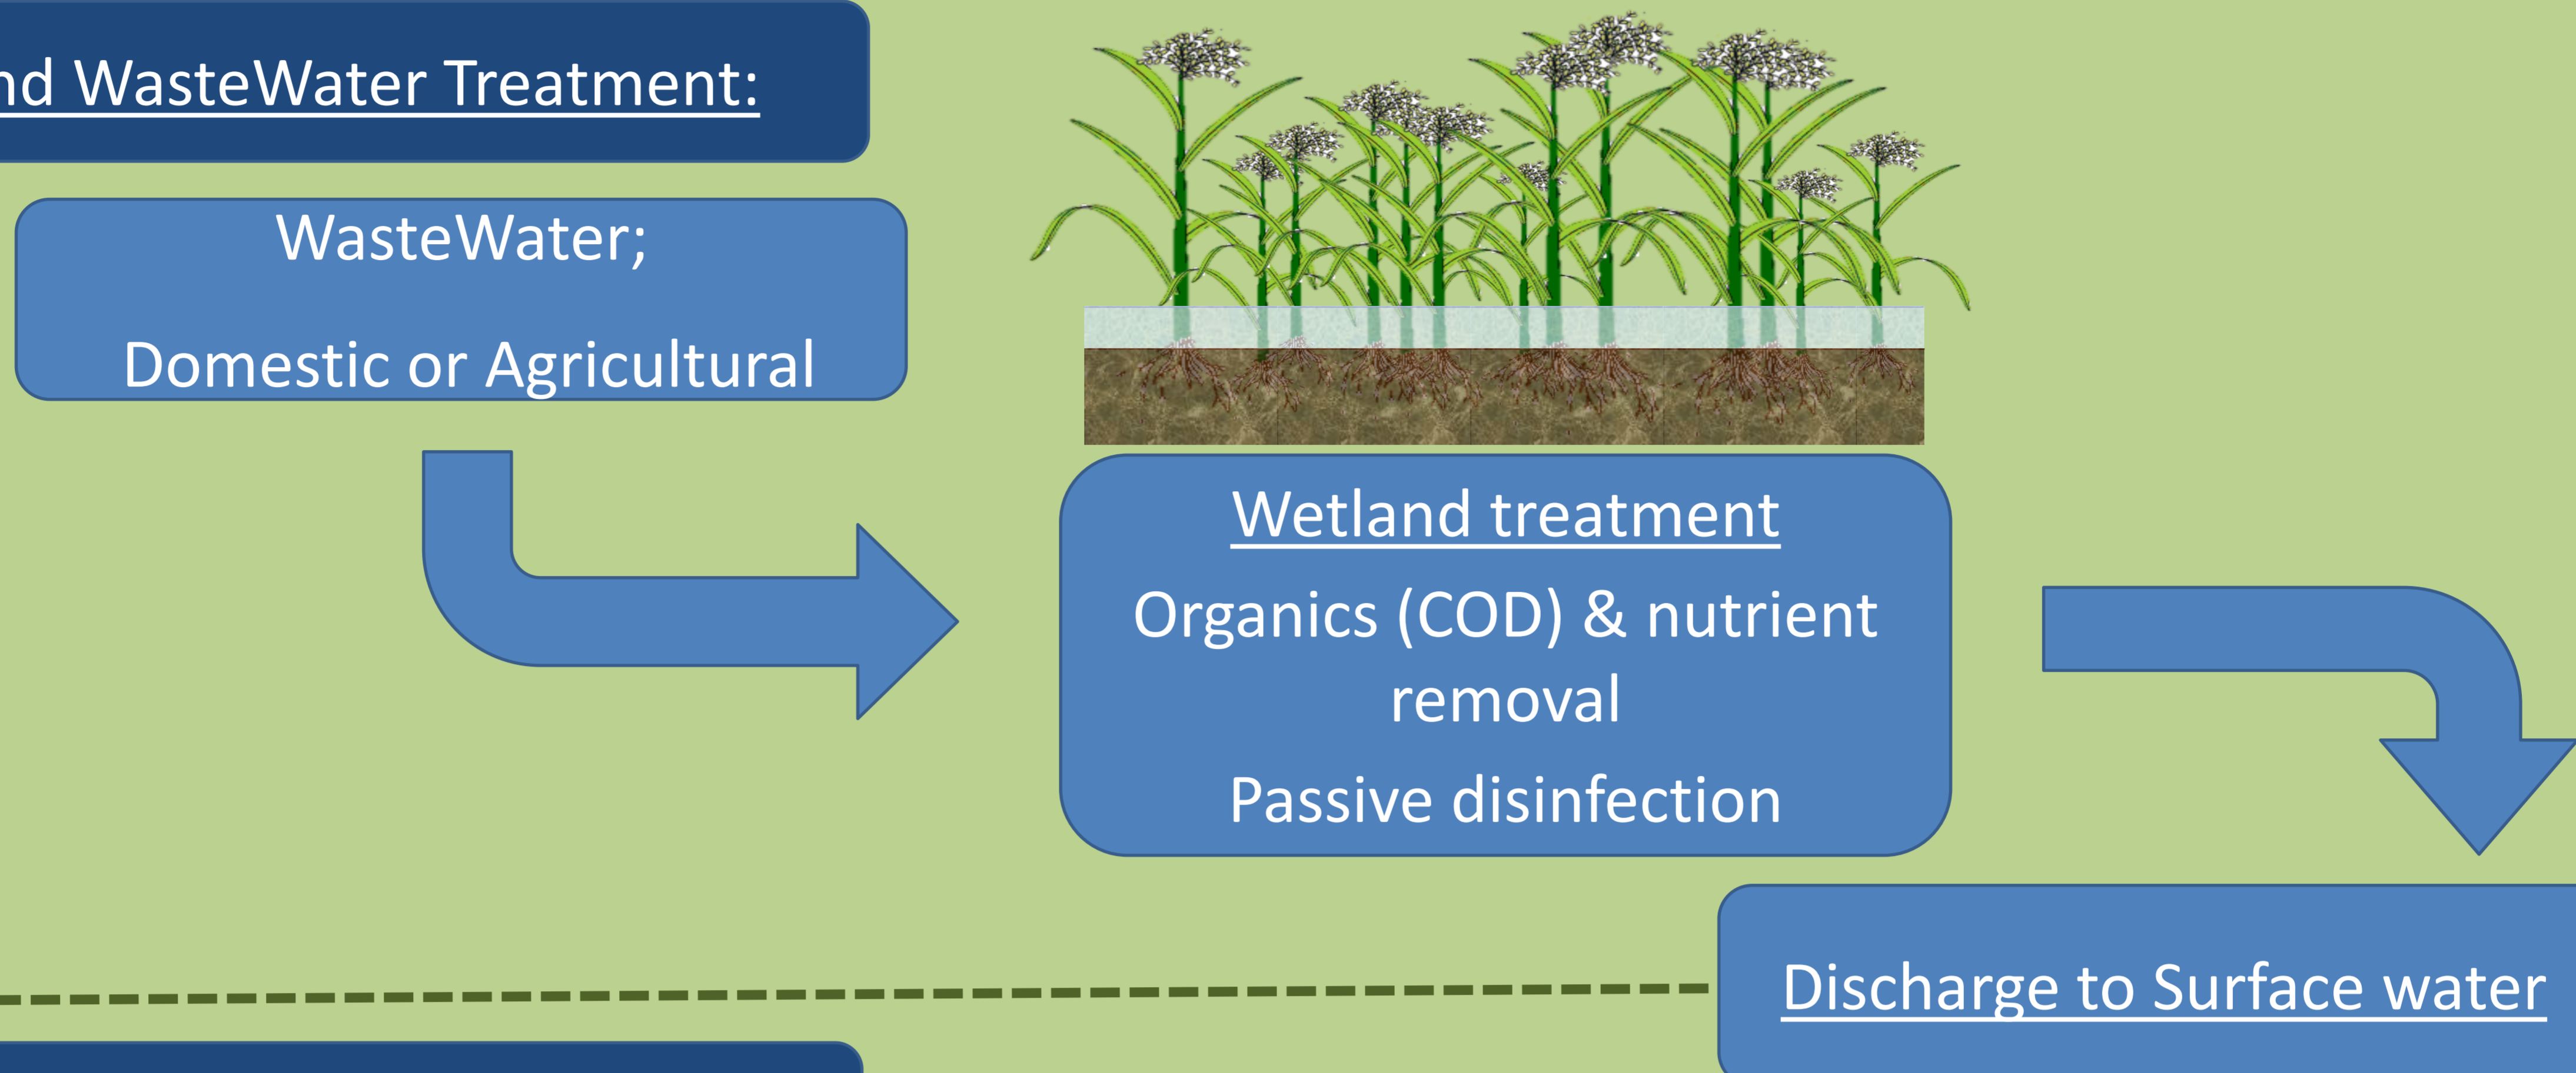 nd WasteWater Treatment:
WasteWater;
Domestic or Agricultural
Wetland treatment
Organics (COD) & nutrient
removal
Passive disinfection
Discharge to Surface water